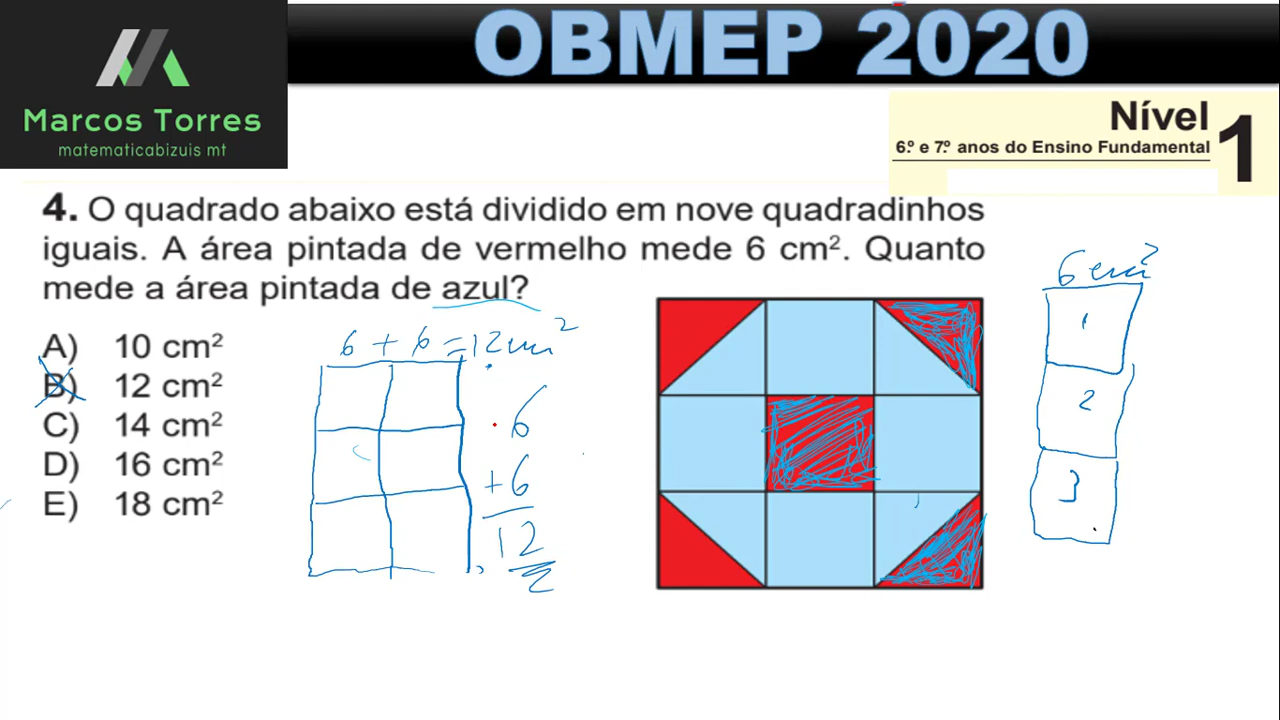 OBMEP 2020
Marcos Torres
matematicabizuis mt
Nível 1
6.º e 7.º anos do Ensino Fundamental
4. O quadrado abaixo está dividido em nove quadradinhos
iguais. A área pintada de vermelho mede 6 cm². Quanto
mede a área pintada de azul?
A) 10 cm²
B) 12 cm²
C) 14 cm²
D) 16 cm²
E) 18 cm²
6 + 6 = 12 cm²
6
+ 6
12
6 cm²
1
2
3